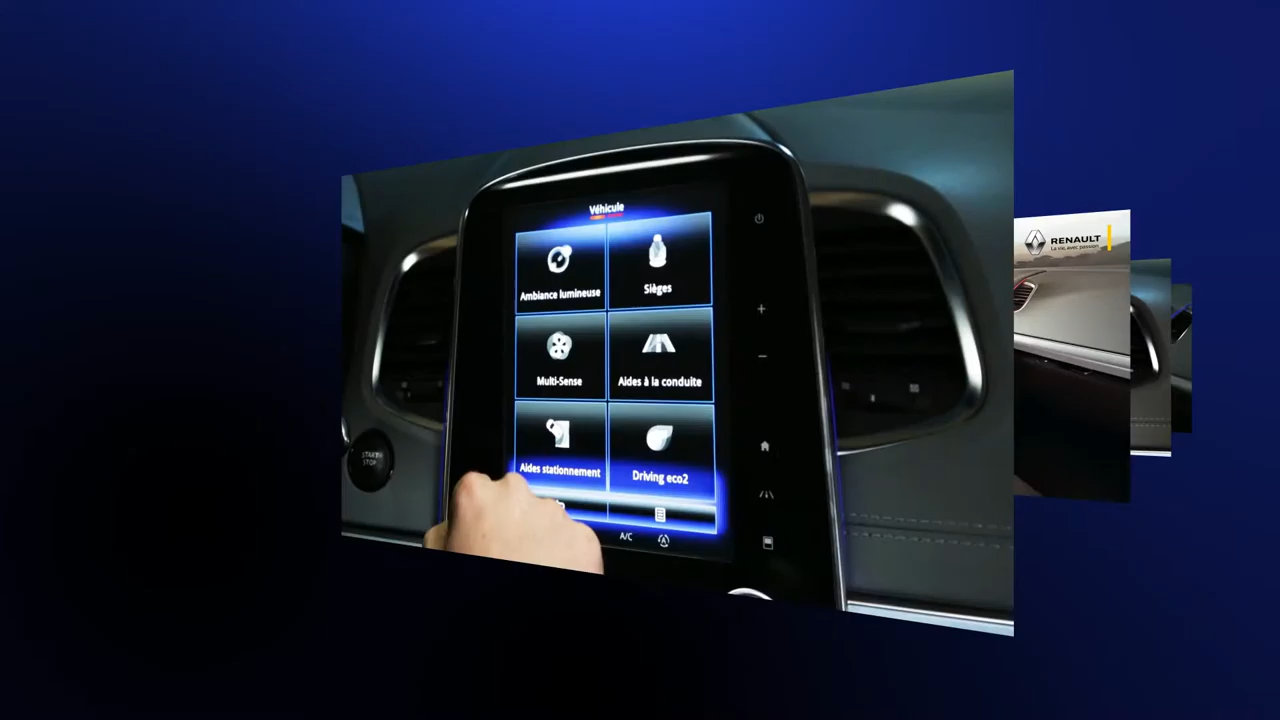 Véhicule
Ambiance lumineuse
Sièges
Multi-Sense
Aides à la conduite
Aides stationnement
Driving eco2
A/C
START
STOP
RENAULT
La vie, avec passion